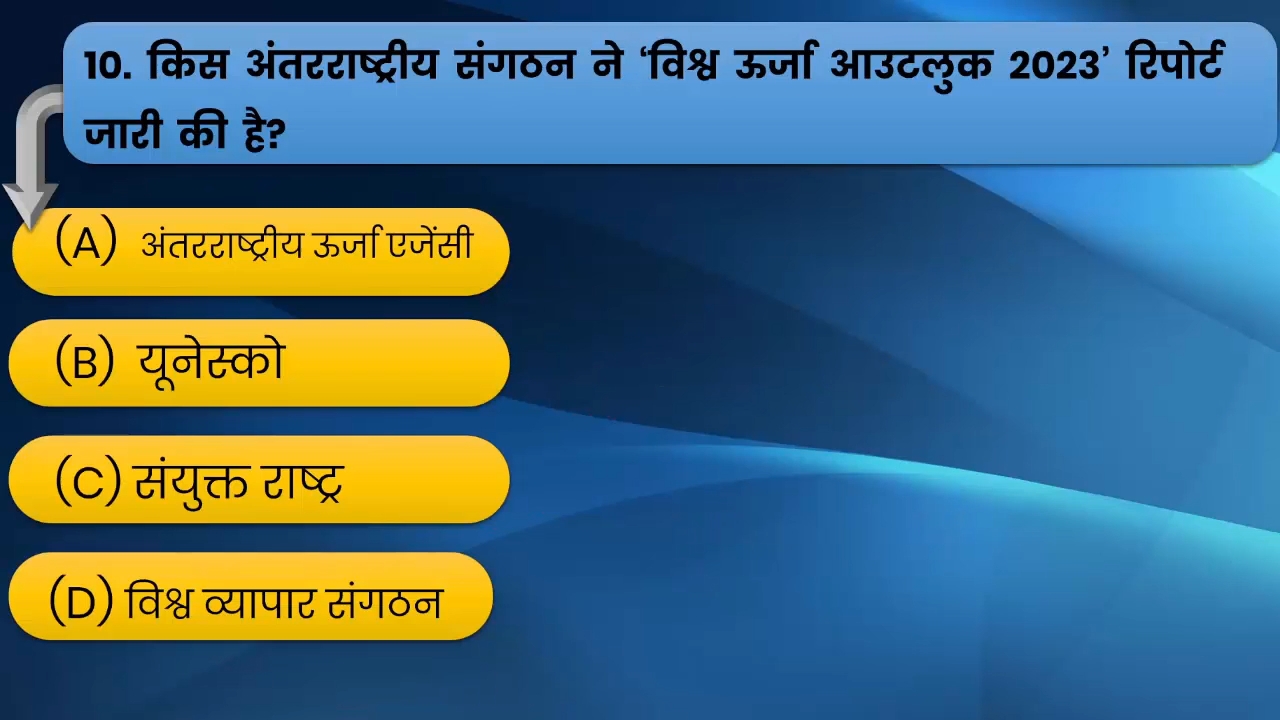 10. किस अंतरराष्ट्रीय संगठन ने ‘विश्व ऊर्जा आउटलुक 2023’ रिपोर्ट
जारी की है?
(A) अंतरराष्ट्रीय ऊर्जा एजेंसी
(B) यूनेस्को
(C) संयुक्त राष्ट्र
(D) विश्व व्यापार संगठन